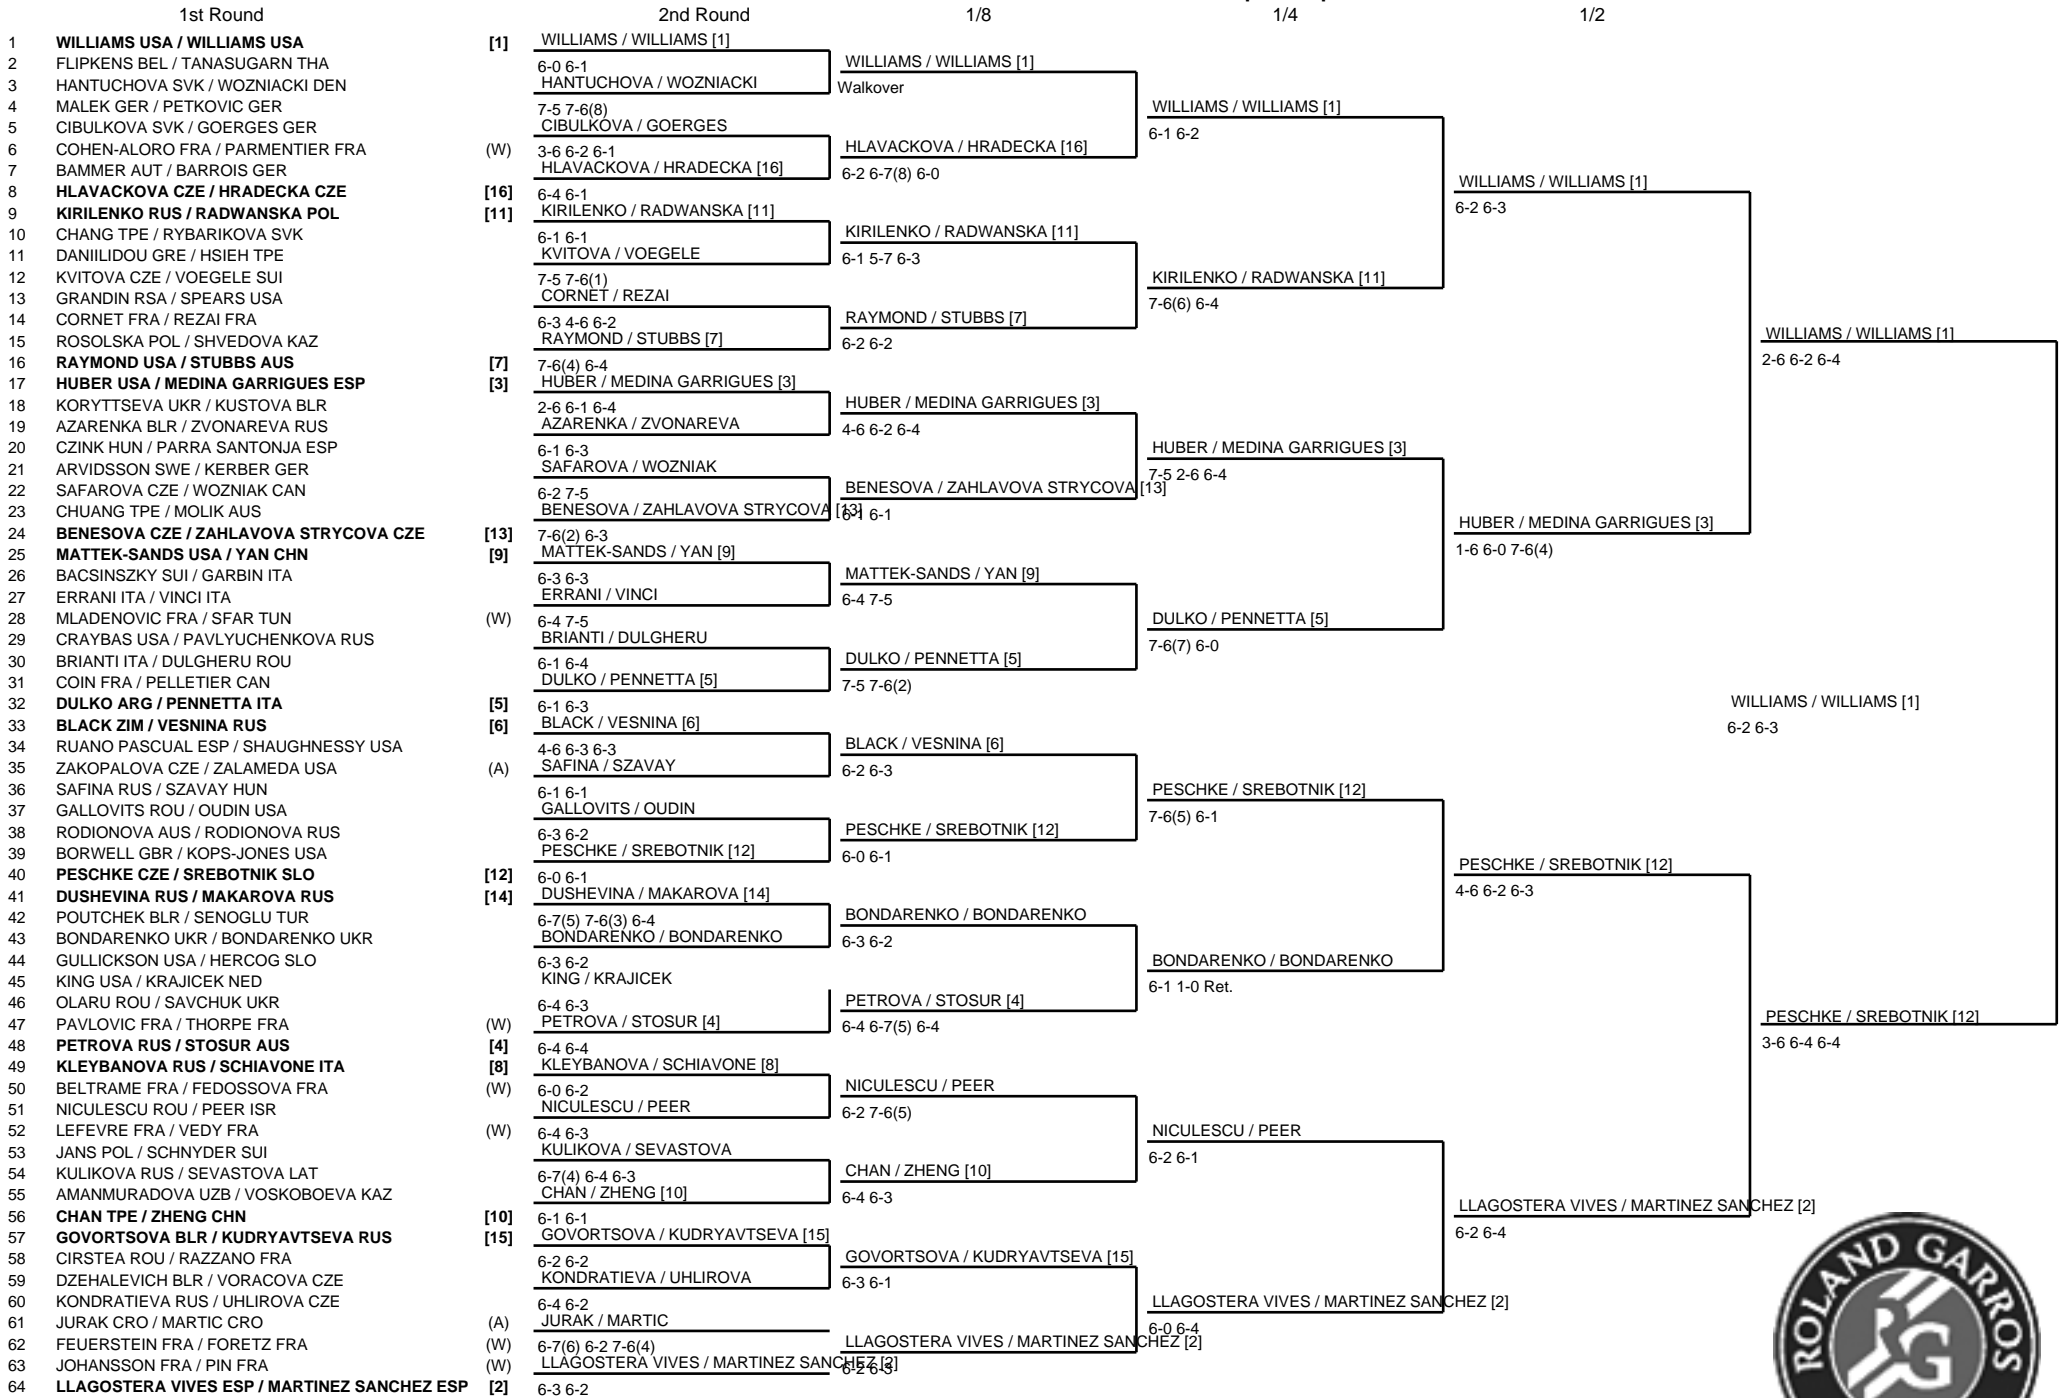 1st Round 2nd Round 1/8 1/4 1/2
1 WILLIAMS USA / WILLIAMS USA [1]
2 FLIPKENS BEL / TANASUGARN THA
3 HANTUCHOVA SVK / WOZNIACKI DEN
4 MALEK GER / PETKOVIC GER
5 CIBULKOVA SVK / GOERGES GER
6 COHEN-ALORO FRA / PARMENTIER FRA (W)
7 BAMMER AUT / BARROIS GER
8 HLAVACKOVA CZE / HRADECKA CZE [16]
9 KIRILENKO RUS / RADWANSKA POL [11]
10 CHANG TPE / RYBARIKOVA SVK
11 DANIILIDOU GRE / HSIEH TPE
12 KVITOVA CZE / VOEGELE SUI
13 GRANDIN RSA / SPEARS USA
14 CORNET FRA / REZAI FRA
15 ROSOLSKA POL / SHVEDOVA KAZ
16 RAYMOND USA / STUBBS AUS [7]
17 HUBER USA / MEDINA GARRIGUES ESP [3]
18 KORYTTSEVA UKR / KUSTOVA BLR
19 AZARENKA BLR / ZVONAREVA RUS
20 CZINK HUN / PARRA SANTONJA ESP
21 ARVIDSSON SWE / KERBER GER
22 SAFAROVA CZE / WOZNIAK CAN
23 CHUANG TPE / MOLIK AUS
24 BENESOVA CZE / ZAHLAVOVA STRYCOVA CZE [13]
25 MATTEK-SANDS USA / YAN CHN [9]
26 BACSINSZKY SUI / GARBIN ITA
27 ERRANI ITA / VINCI ITA
28 MLADENOVIC FRA / SFAR TUN (W)
29 CRAYBAS USA / PAVLYUCHENKOVA RUS
30 BRIANTI ITA / DULGHERU ROU
31 COIN FRA / PELLETIER CAN
32 DULKO ARG / PENNETTA ITA [5]
33 BLACK ZIM / VESNINA RUS [6]
34 RUANO PASCUAL ESP / SHAUGHNESSY USA
35 ZAKOPALOVA CZE / ZALAMEDA USA (A)
36 SAFINA RUS / SZAVAY HUN
37 GALLOVITS ROU / OUDIN USA
38 RODIONOVA AUS / RODIONOVA RUS
39 BORWELL GBR / KOPS-JONES USA
40 PESCHKE CZE / SREBOTNIK SLO [12]
41 DUSHEVINA RUS / MAKAROVA RUS [14]
42 POUTCHEK BLR / SENOGLU TUR
43 BONDARENKO UKR / BONDARENKO UKR
44 GULLICKSON USA / HERCOG SLO
45 KING USA / KRAJICEK NED
46 OLARU ROU / SAVCHUK UKR
47 PAVLOVIC FRA / THORPE FRA (W)
48 PETROVA RUS / STOSUR AUS [4]
49 KLEYBANOVA RUS / SCHIAVONE ITA [8]
50 BELTRAME FRA / FEDOSSOVA FRA (W)
51 NICULESCU ROU / PEER ISR
52 LEFEVRE FRA / VEDY FRA (W)
53 JANS POL / SCHNYDER SUI
54 KULIKOVA RUS / SEVASTOVA LAT
55 AMANMURADOVA UZB / VOSKOBOEVA KAZ
56 CHAN TPE / ZHENG CHN [10]
57 GOVORTSOVA BLR / KUDRYAVTSEVA RUS [15]
58 CIRSTEA ROU / RAZZANO FRA
59 DZEHALEVICH BLR / VORACOVA CZE
60 KONDRATIEVA RUS / UHLIROVA CZE
61 JURAK CRO / MARTIC CRO (A)
62 FEUERSTEIN FRA / FORETZ FRA (W)
63 JOHANSSON FRA / PIN FRA (W)
64 LLAGOSTERA VIVES ESP / MARTINEZ SANCHEZ ESP [2]
WILLIAMS / WILLIAMS [1]
6-0 6-1
HANTUCHOVA / WOZNIACKI
7-5 7-6(8)
CIBULKOVA / GOERGES
3-6 6-2 6-1
HLAVACKOVA / HRADECKA [16]
6-4 6-1
KIRILENKO / RADWANSKA [11]
6-1 6-1
KVITOVA / VOEGELE
7-5 7-6(1)
CORNET / REZAI
6-3 4-6 6-2
RAYMOND / STUBBS [7]
7-6(4) 6-4
HUBER / MEDINA GARRIGUES [3]
2-6 6-1 6-4
AZARENKA / ZVONAREVA
6-1 6-3
SAFAROVA / WOZNIAK
6-2 7-5
BENESOVA / ZAHLAVOVA STRYCOVA [13]
7-6(2) 6-3
MATTEK-SANDS / YAN [9]
6-3 6-3
ERRANI / VINCI
6-4 7-5
BRIANTI / DULGHERU
6-1 6-4
DULKO / PENNETTA [5]
6-1 6-3
BLACK / VESNINA [6]
4-6 6-3 6-3
SAFINA / SZAVAY
6-1 6-1
GALLOVITS / OUDIN
6-3 6-2
PESCHKE / SREBOTNIK [12]
6-0 6-1
DUSHEVINA / MAKAROVA [14]
6-7(5) 7-6(3) 6-4
BONDARENKO / BONDARENKO
6-3 6-2
KING / KRAJICEK
6-4 6-3
PETROVA / STOSUR [4]
6-4 6-4
KLEYBANOVA / SCHIAVONE [8]
6-0 6-2
NICULESCU / PEER
6-4 6-3
KULIKOVA / SEVASTOVA
6-7(4) 6-4 6-3
CHAN / ZHENG [10]
6-1 6-1
GOVORTSOVA / KUDRYAVTSEVA [15]
6-2 6-2
KONDRATIEVA / UHLIROVA
6-4 6-2
JURAK / MARTIC
6-7(6) 6-2 7-6(4)
LLAGOSTERA VIVES / MARTINEZ SANCHEZ [2]
6-3 6-2
WILLIAMS / WILLIAMS [1]
Walkover
HLAVACKOVA / HRADECKA [16]
6-2 6-7(8) 6-0
KIRILENKO / RADWANSKA [11]
6-1 5-7 6-3
RAYMOND / STUBBS [7]
6-2 6-2
HUBER / MEDINA GARRIGUES [3]
4-6 6-2 6-4
BENESOVA / ZAHLAVOVA STRYCOVA [13]
6-1 6-1
MATTEK-SANDS / YAN [9]
6-4 7-5
DULKO / PENNETTA [5]
7-5 7-6(2)
BLACK / VESNINA [6]
6-2 6-3
PESCHKE / SREBOTNIK [12]
6-0 6-1
BONDARENKO / BONDARENKO
6-3 6-2
PETROVA / STOSUR [4]
6-4 6-7(5) 6-4
NICULESCU / PEER
6-2 7-6(5)
CHAN / ZHENG [10]
6-4 6-3
GOVORTSOVA / KUDRYAVTSEVA [15]
6-3 6-1
LLAGOSTERA VIVES / MARTINEZ SANCHEZ [2]
6-2 6-3
WILLIAMS / WILLIAMS [1]
6-1 6-2
KIRILENKO / RADWANSKA [11]
7-6(6) 6-4
HUBER / MEDINA GARRIGUES [3]
7-5 2-6 6-4
DULKO / PENNETTA [5]
7-6(7) 6-0
PESCHKE / SREBOTNIK [12]
7-6(5) 6-1
BONDARENKO / BONDARENKO
6-1 1-0 Ret.
NICULESCU / PEER
6-2 6-1
LLAGOSTERA VIVES / MARTINEZ SANCHEZ [2]
6-0 6-4
WILLIAMS / WILLIAMS [1]
6-2 6-3
HUBER / MEDINA GARRIGUES [3]
1-6 6-0 7-6(4)
PESCHKE / SREBOTNIK [12]
4-6 6-2 6-3
LLAGOSTERA VIVES / MARTINEZ SANCHEZ [2]
6-2 6-4
WILLIAMS / WILLIAMS [1]
2-6 6-2 6-4
PESCHKE / SREBOTNIK [12]
3-6 6-4 6-4
WILLIAMS / WILLIAMS [1]
6-2 6-3
ROLAND GARROS
RG